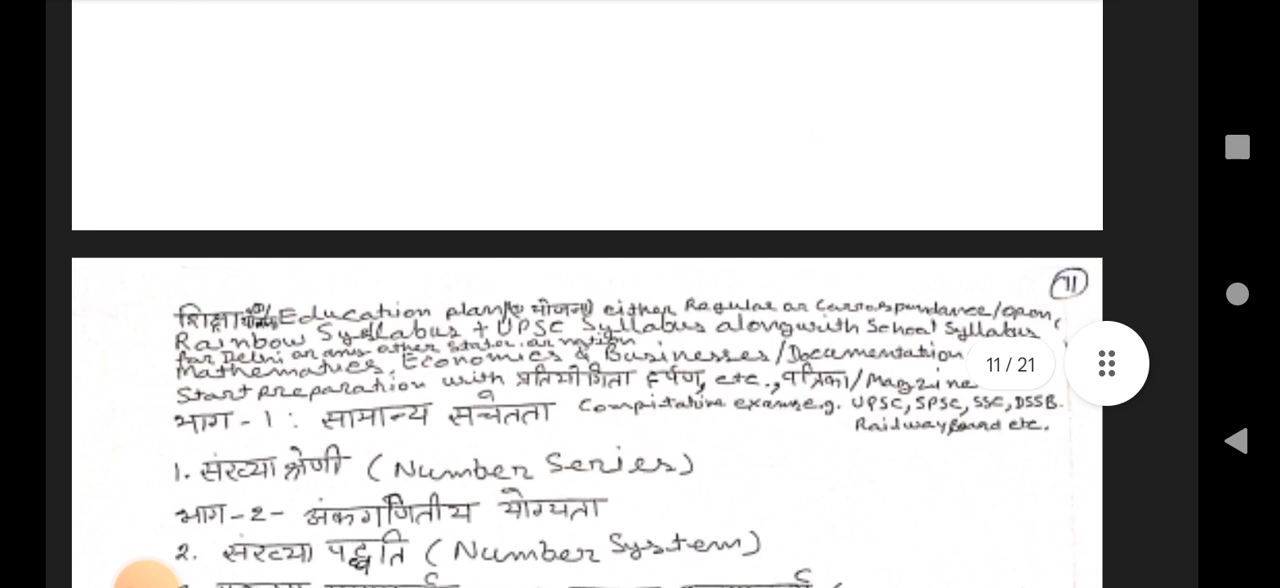 11
शिक्षा Education plan(ए योजना) either Regular or Carraspundance/open,
Rainbow Syllabus + UPSC Syllabus alongwith School Syllabus
for Delhi or any other state. or nation
Mathematics, Economics & Businesses/Documentation
Start preparation with प्रतियोगिता दर्पण, etc., पत्रिका/Magzine
11 / 21
भाग - 1 : सामान्य सचेतता Compitative exams e.g. UPSC, SPSC, SSC, DSSB.
Railway Board etc.
1. संख्या श्रेणी (Number Series)
भाग - 2 - अंकगणितीय योग्यता
2. संख्या पद्धति (Number System)